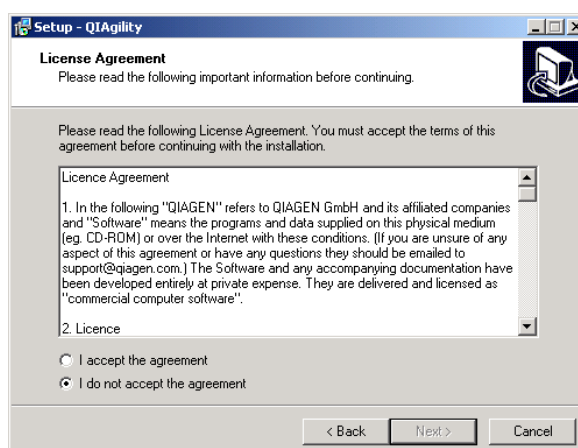 Setup - QIAgility
License Agreement
Please read the following important information before continuing.
Please read the following License Agreement. You must accept the terms of this
agreement before continuing with the installation.
Licence Agreement
1. In the following "QIAGEN" refers to QIAGEN GmbH and its affiliated companies
and "Software" means the programs and data supplied on this physical medium
(eg. CD-ROM) or over the Internet with these conditions. (If you are unsure of any
aspect of this agreement or have any questions they should be emailed to
support@qiagen.com.) The Software and any accompanying documentation have
been developed entirely at private expense. They are delivered and licensed as
"commercial computer software".
2. Licence
I accept the agreement
I do not accept the agreement
< Back Next > Cancel